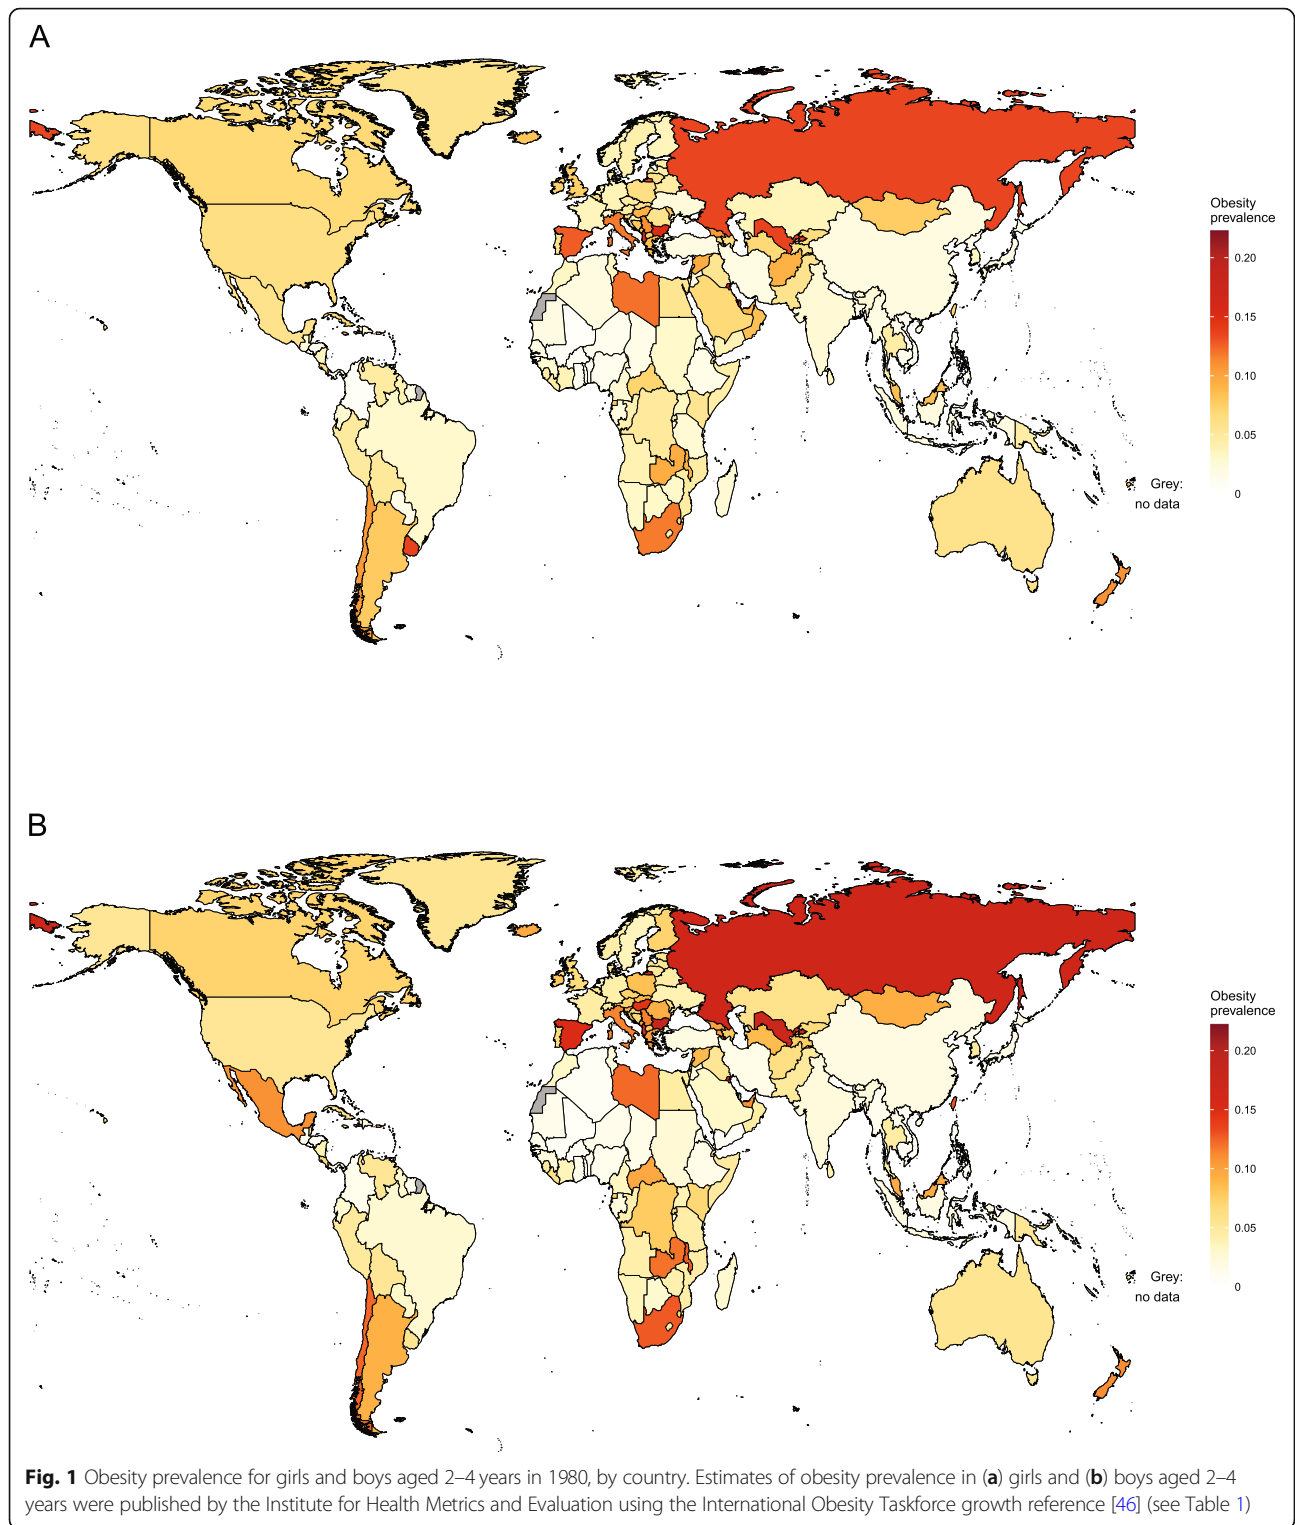 A
Obesity
prevalence
0.20
0.15
0.10
0.05
Grey:
no data
0
B
Obesity
prevalence
0.20
0.15
0.10
0.05
Grey:
no data
0
Fig. 1 Obesity prevalence for girls and boys aged 2–4 years in 1980, by country. Estimates of obesity prevalence in (a) girls and (b) boys aged 2–4
years were published by the Institute for Health Metrics and Evaluation using the International Obesity Taskforce growth reference [46] (see Table 1)